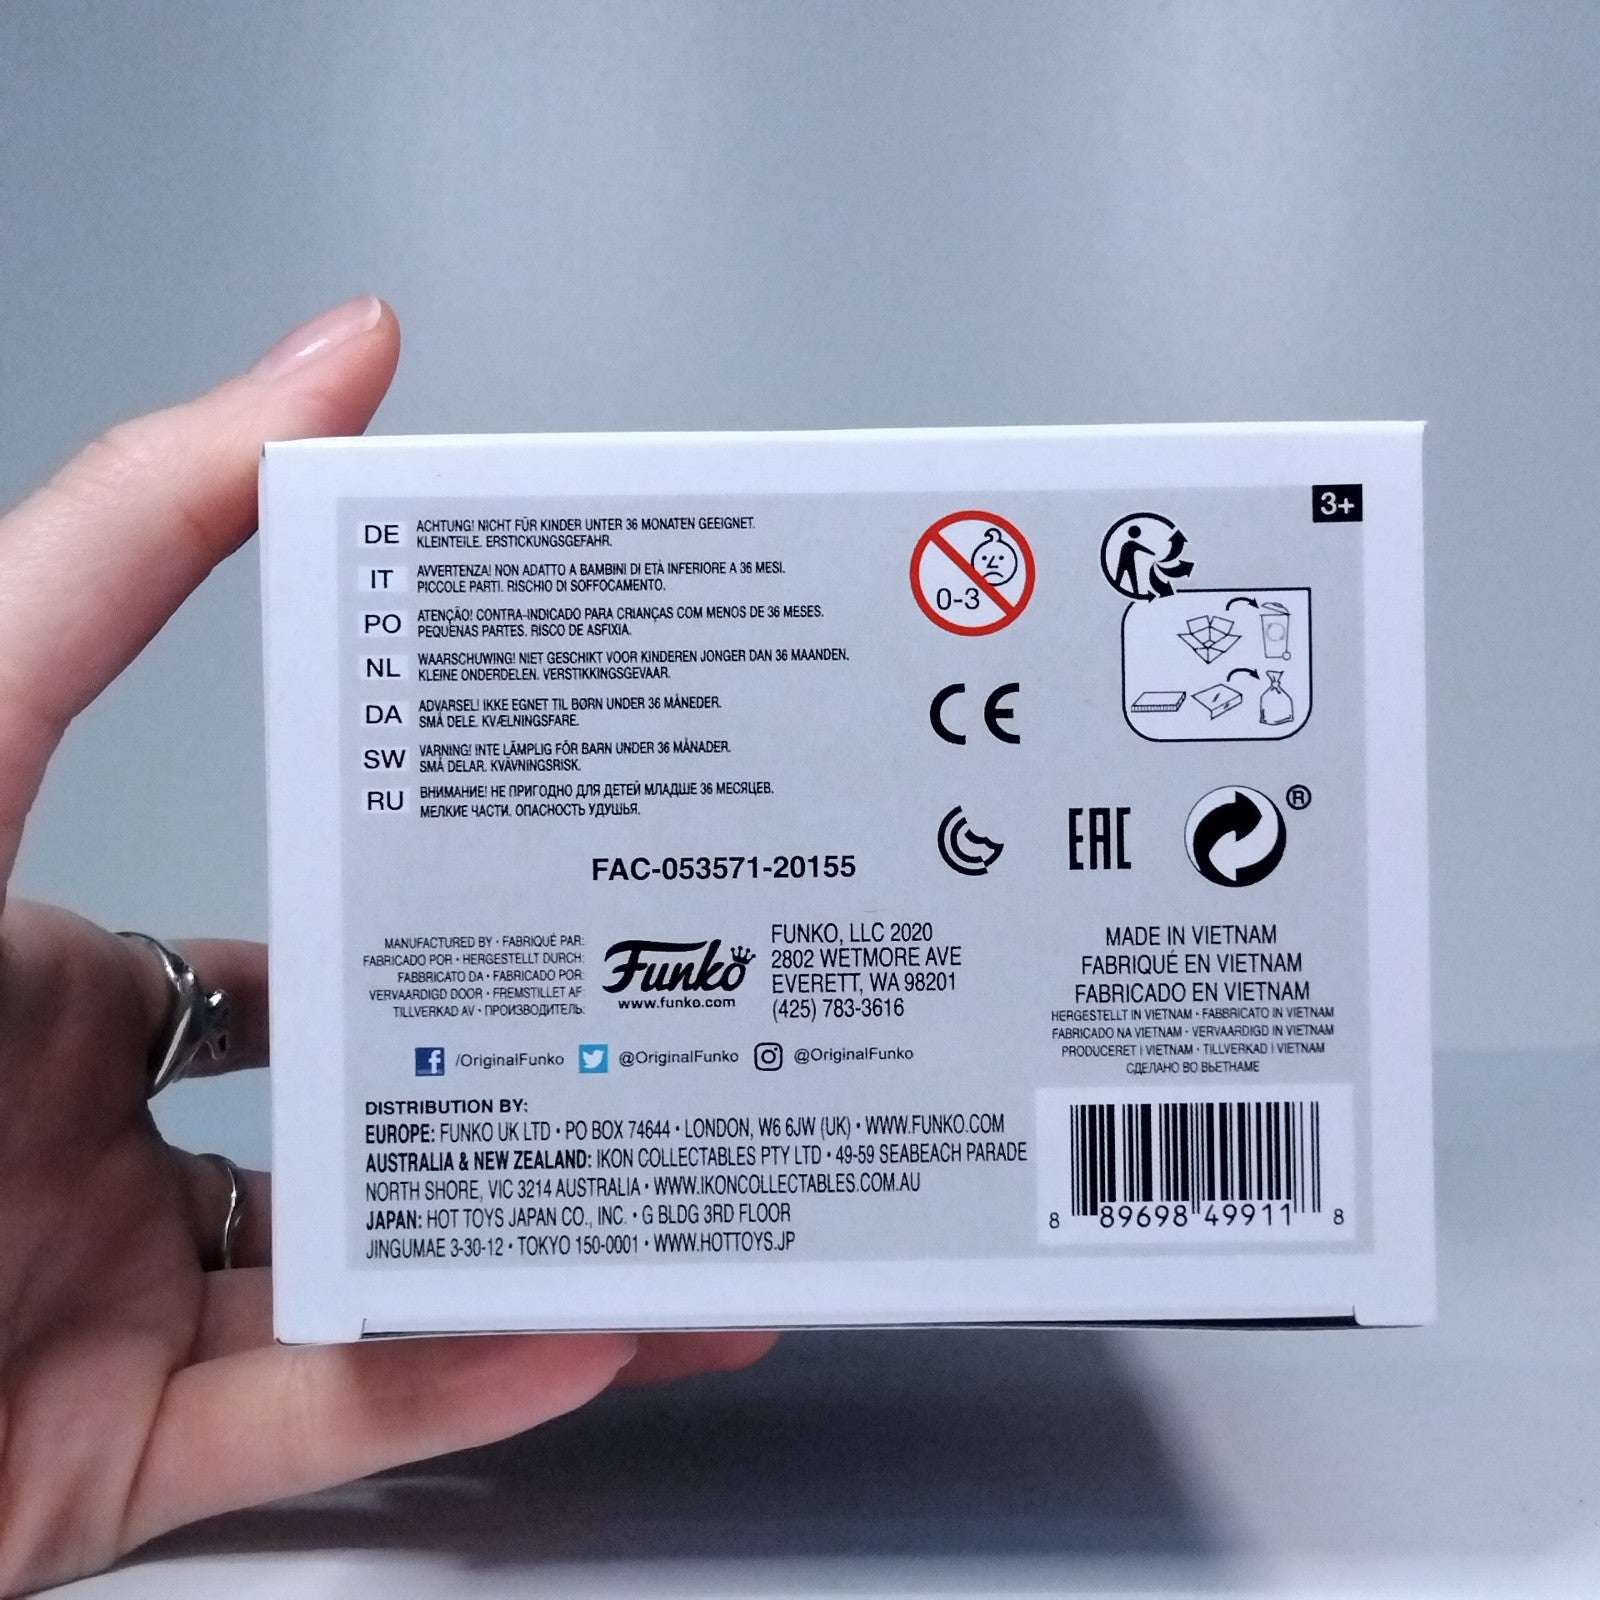 3+
DE ACHTUNG! NICHT FÜR KINDER UNTER 36 MONATEN GEEIGNET.
KLEINTEILE. ERSTICKUNGSGEFAHR.
IT AVVERTENZA! NON ADATTO A BAMBINI DI ETÀ INFERIORE A 36 MESI.
PICCOLE PARTI. RISCHIO DI SOFFOCAMENTO.
PO ATENÇÃO! CONTRA-INDICADO PARA CRIANÇAS COM MENOS DE 36 MESES.
PEQUENAS PARTES. RISCO DE ASFIXIA.
NL WAARSCHUWING! NIET GESCHIKT VOOR KINDEREN JONGER DAN 36 MAANDEN.
KLEINE ONDERDELEN. VERSTIKKINGSGEVAAR.
DA ADVARSEL! IKKE EGNET TIL BØRN UNDER 36 MÅNEDER.
SMÅ DELE. KVÆLNINGSFARE.
SW VARNING! INTE LÄMPLIG FÖR BARN UNDER 36 MÅNADER.
SMÅ DELAR. KVÄVNINGSRISK.
RU ВНИМАНИЕ! НЕ ПРИГОДНО ДЛЯ ДЕТЕЙ МЛАДШЕ 36 МЕСЯЦЕВ.
МЕЛКИЕ ЧАСТИ. ОПАСНОСТЬ УДУШЬЯ.
0-3
CE
EAC
®
FAC-053571-20155
MANUFACTURED BY • FABRIQUÉ PAR:
FABRICADO POR • HERGESTELLT DURCH:
FABBRICATO DA • FABRICADO POR:
VERVAARDIGD DOOR • FREMSTILLET AF:
TILLVERKAD AV • ПРОИЗВОДИТЕЛЬ:
Funko
www.funko.com
FUNKO, LLC 2020
2802 WETMORE AVE
EVERETT, WA 98201
(425) 783-3616
MADE IN VIETNAM
FABRIQUÉ EN VIETNAM
FABRICADO EN VIETNAM
HERGESTELLT IN VIETNAM • FABBRICATO IN VIETNAM
FABRICADO NA VIETNAM • VERVAARDIGD IN VIETNAM
PRODUCERET I VIETNAM • TILLVERKAD I VIETNAM
СДЕЛАНО ВО ВЬЕТНАМЕ
/OriginalFunko @OriginalFunko @OriginalFunko
DISTRIBUTION BY:
EUROPE: FUNKO UK LTD • PO BOX 74644 • LONDON, W6 6JW (UK) • WWW.FUNKO.COM
AUSTRALIA & NEW ZEALAND: IKON COLLECTABLES PTY LTD • 49-59 SEABEACH PARADE
NORTH SHORE, VIC 3214 AUSTRALIA • WWW.IKONCOLLECTABLES.COM.AU
JAPAN: HOT TOYS JAPAN CO., INC. • G BLDG 3RD FLOOR
JINGUMAE 3-30-12 • TOKYO 150-0001 • WWW.HOTTOYS.JP
8 89698 49911 8